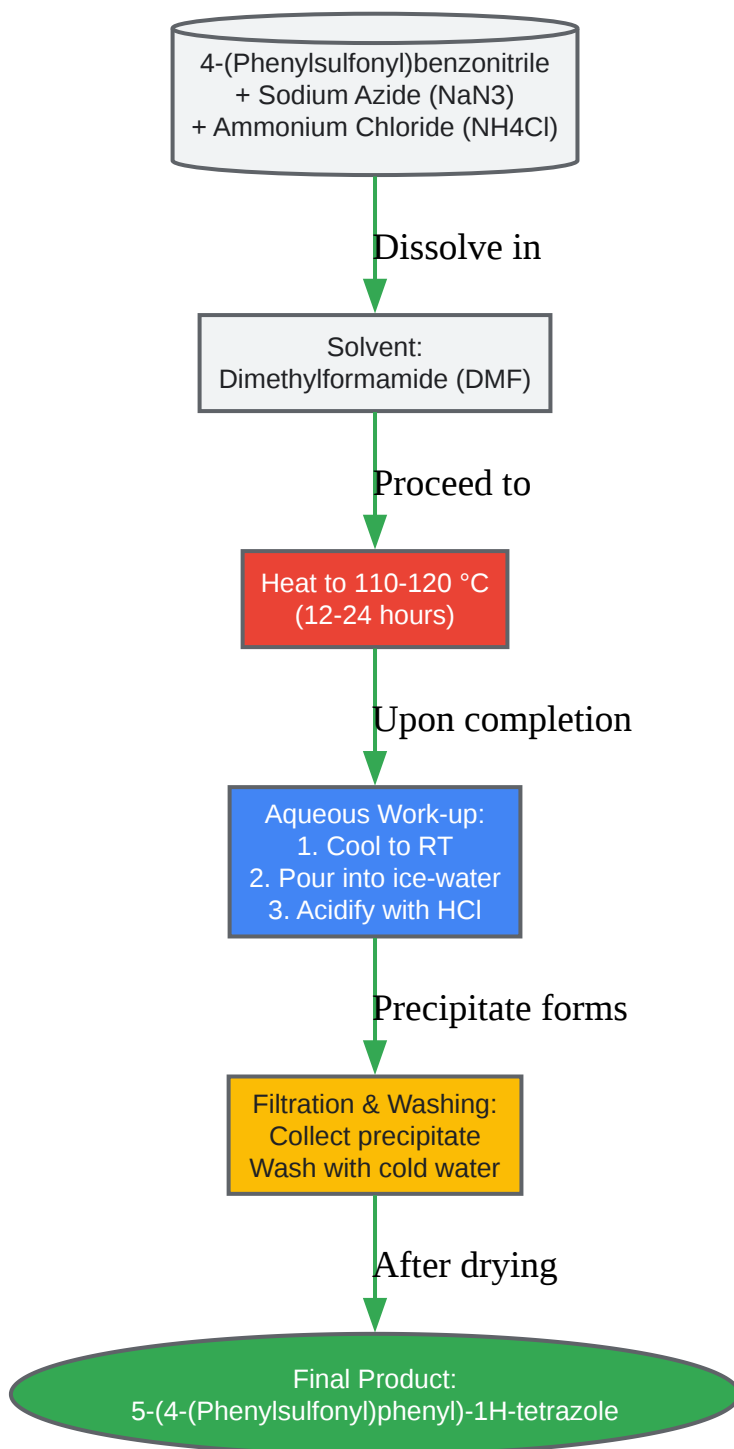 4-(Phenylsulfonyl)benzonitrile
+ Sodium Azide (NaN3)
+ Ammonium Chloride (NH4Cl)
Dissolve in
Solvent:
Dimethylformamide (DMF)
Proceed to
Heat to 110-120 °C
(12-24 hours)
Upon completion
Aqueous Work-up:
1. Cool to RT
2. Pour into ice-water
3. Acidify with HCl
Precipitate forms
Filtration & Washing:
Collect precipitate
Wash with cold water
After drying
Final Product:
5-(4-(Phenylsulfonyl)phenyl)-1H-tetrazole